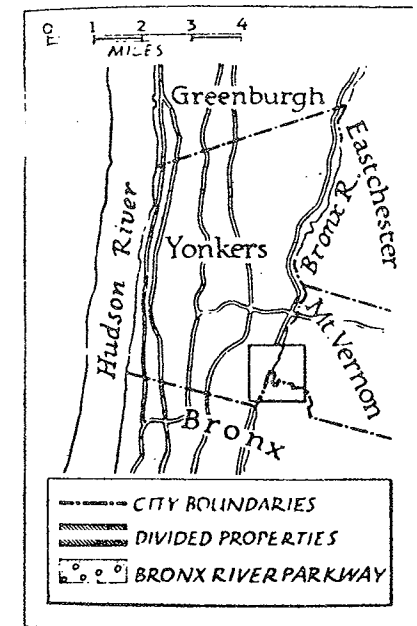 0 1 2 3 4
MILES
Greenburgh
Eastchester
Bronx R.
Hudson River
Yonkers
Mt. Vernon
Bronx
CITY BOUNDARIES
DIVIDED PROPERTIES
BRONX RIVER PARKWAY